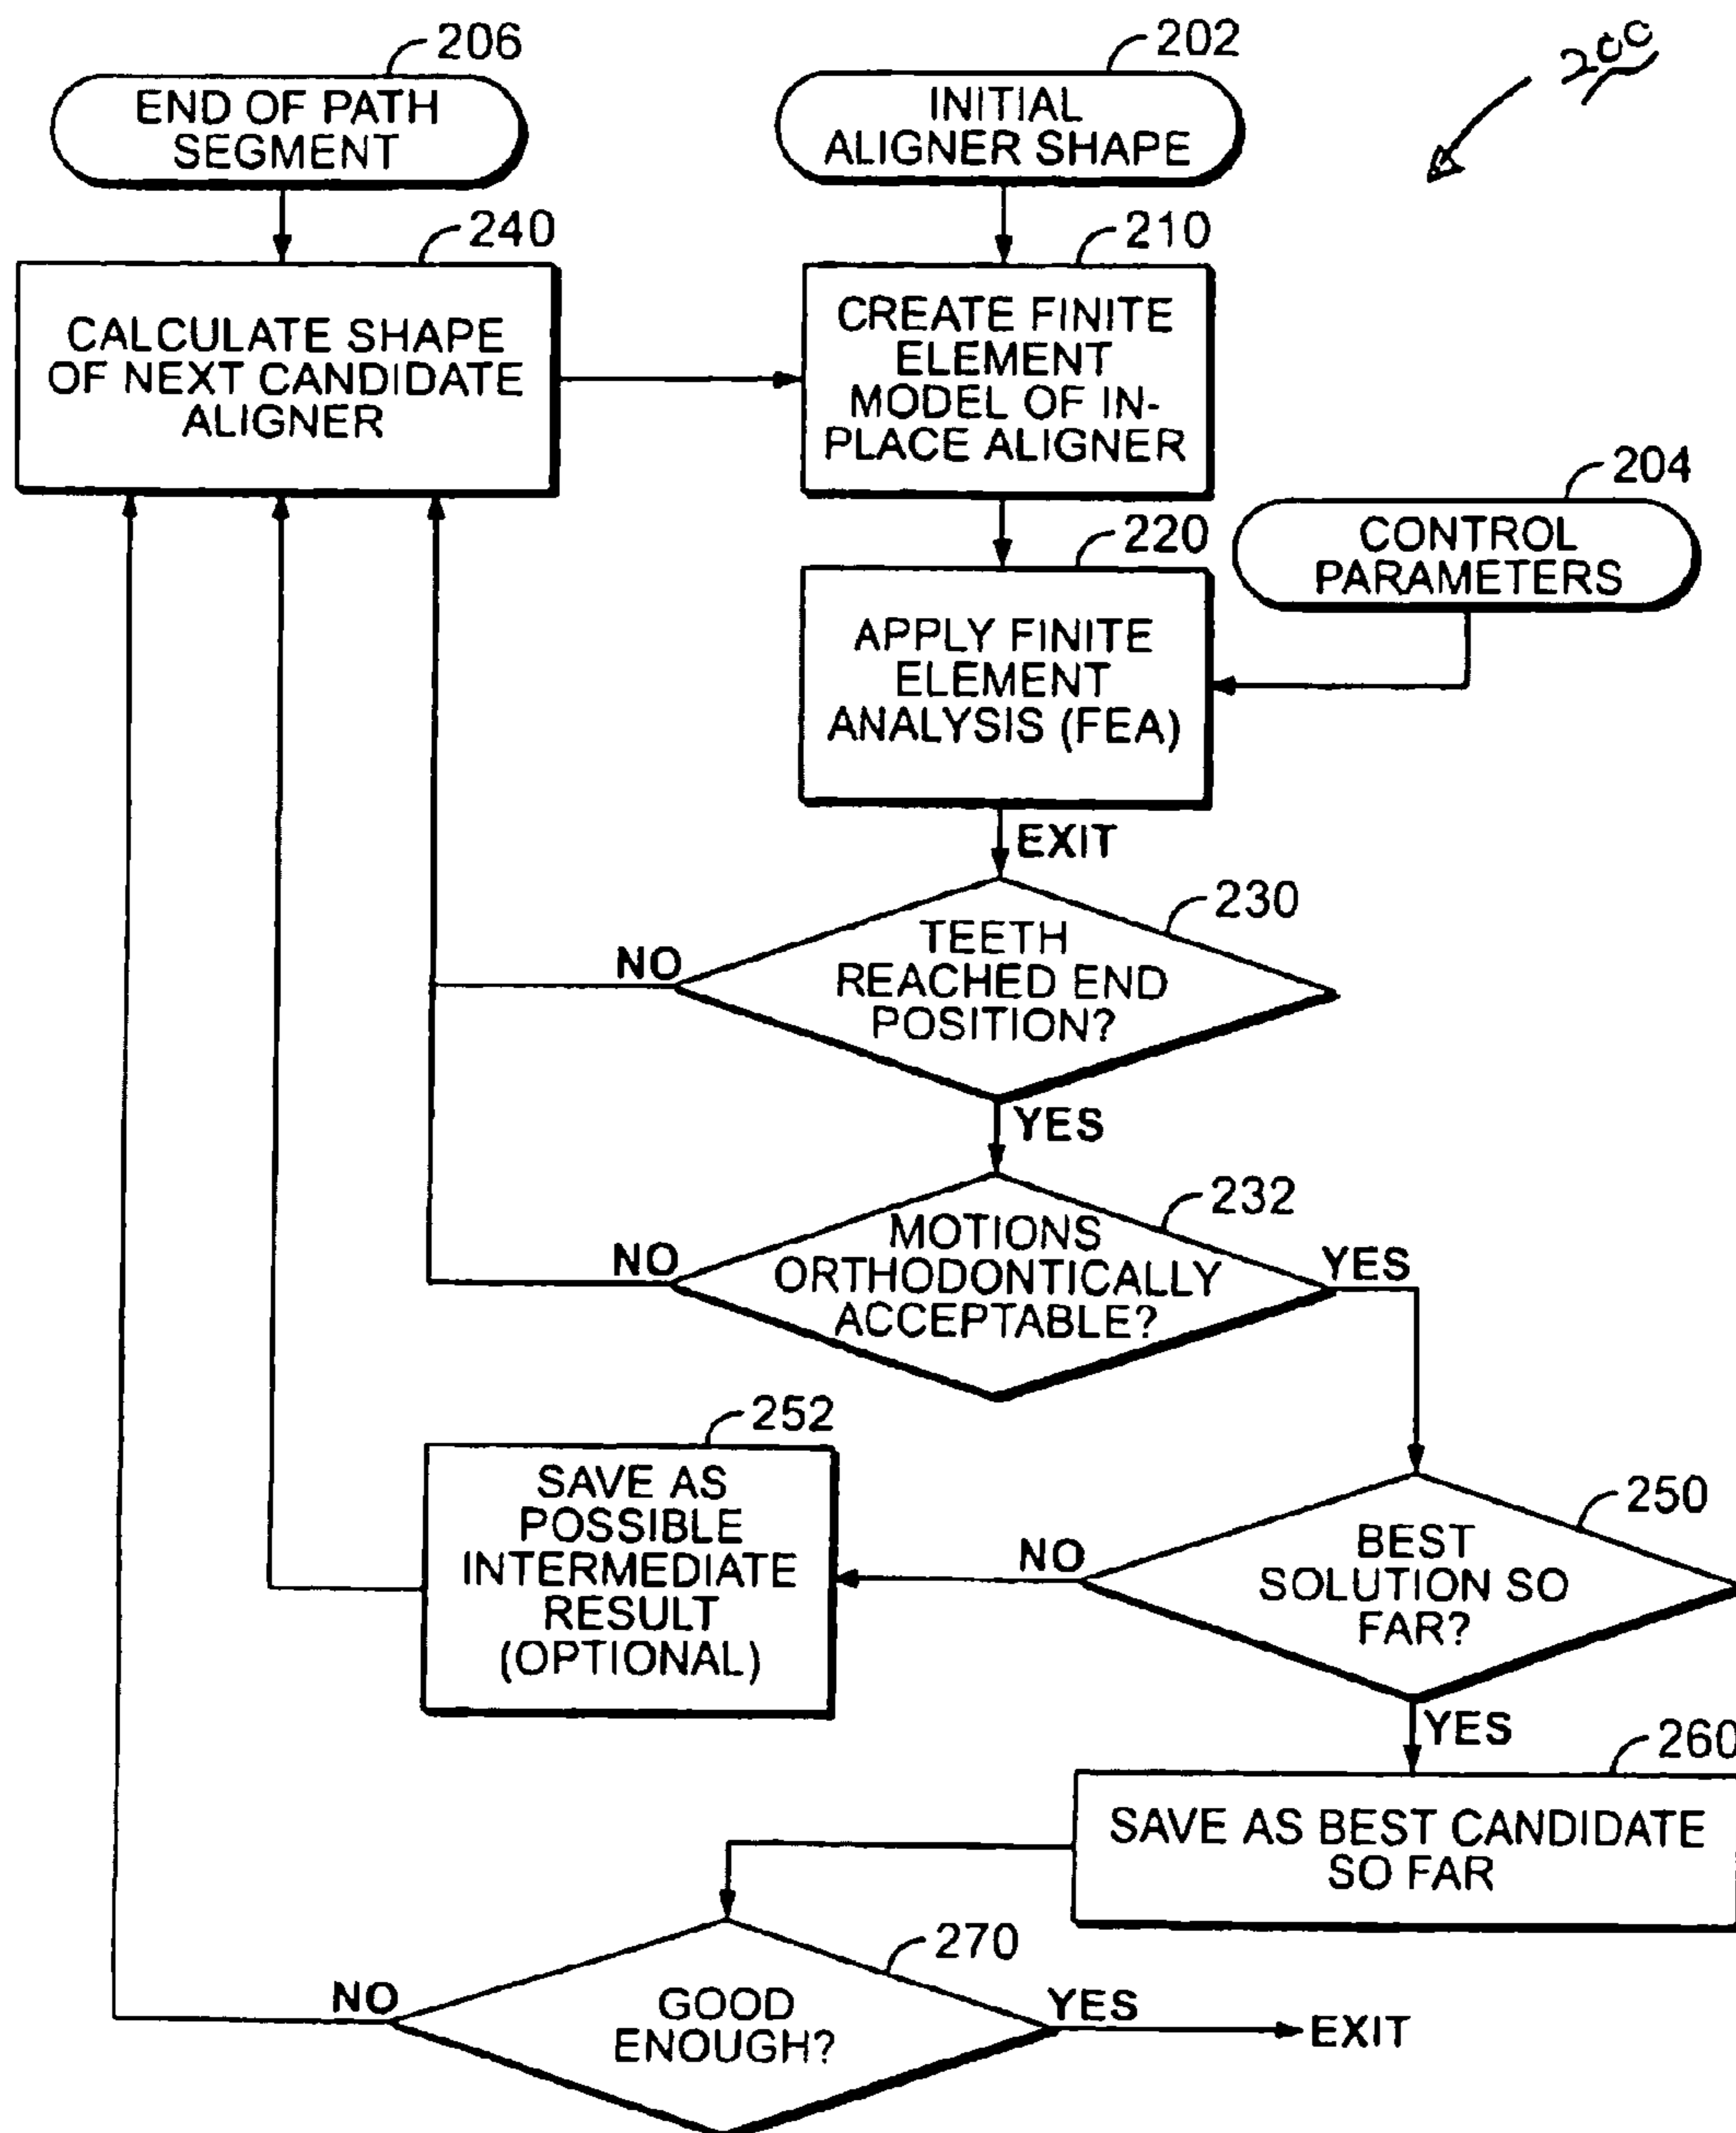 206
END OF PATH
SEGMENT
202
INITIAL
ALIGNER SHAPE
200
240
CALCULATE SHAPE
OF NEXT CANDIDATE
ALIGNER
210
CREATE FINITE
ELEMENT
MODEL OF IN-
PLACE ALIGNER
204
CONTROL
PARAMETERS
220
APPLY FINITE
ELEMENT
ANALYSIS (FEA)
EXIT
230
TEETH
REACHED END
POSITION?
NO
YES
232
MOTIONS
ORTHODONTICALLY
ACCEPTABLE?
NO
YES
252
SAVE AS
POSSIBLE
INTERMEDIATE
RESULT
(OPTIONAL)
250
BEST
SOLUTION SO
FAR?
NO
YES
260
SAVE AS BEST CANDIDATE
SO FAR
270
GOOD
ENOUGH?
NO
YES
EXIT